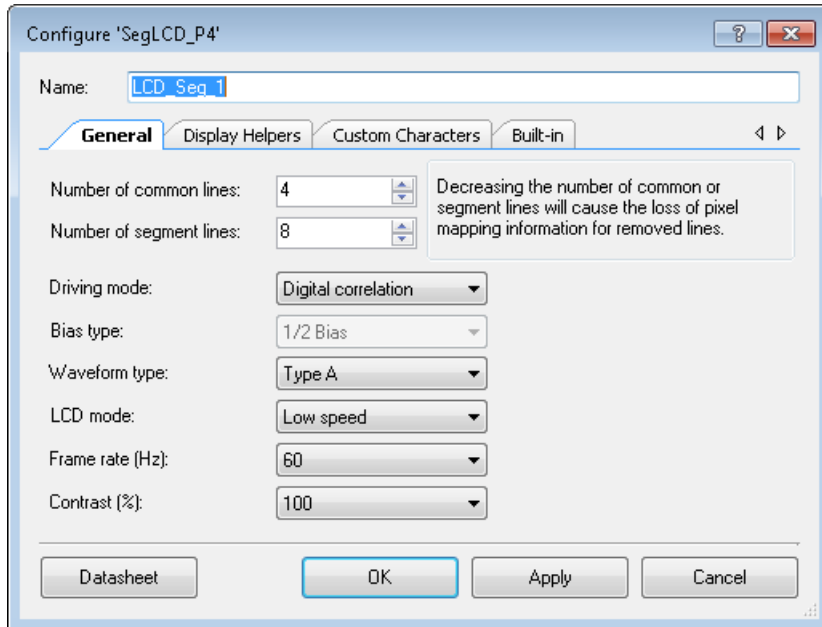 Configure 'SegLCD_P4'
Name: LCD_Seg_1
General Display Helpers Custom Characters Built-in
Number of common lines: 4
Number of segment lines: 8
Decreasing the number of common or
segment lines will cause the loss of pixel
mapping information for removed lines.
Driving mode: Digital correlation
Bias type: 1/2 Bias
Waveform type: Type A
LCD mode: Low speed
Frame rate (Hz): 60
Contrast (%): 100
Datasheet OK Apply Cancel